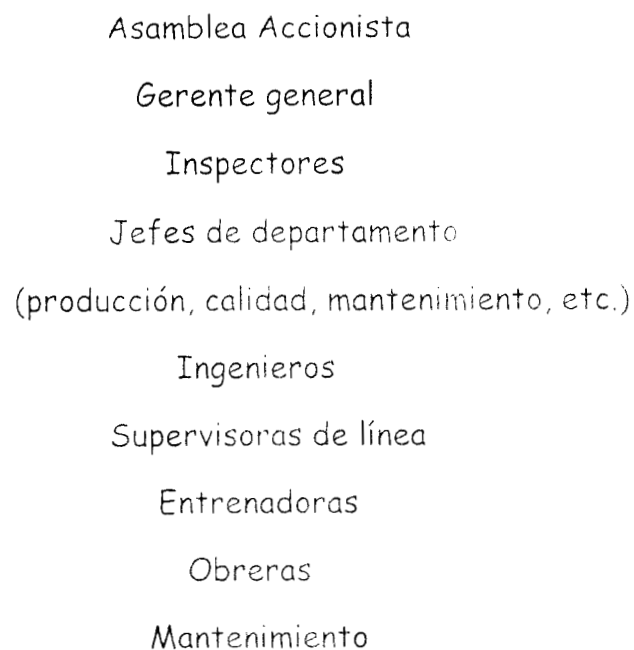 Asamblea Accionista
Gerente general
Inspectores
Jefes de departamento
(producción, calidad, mantenimiento, etc.)
Ingenieros
Supervisoras de línea
Entrenadoras
Obreras
Mantenimiento